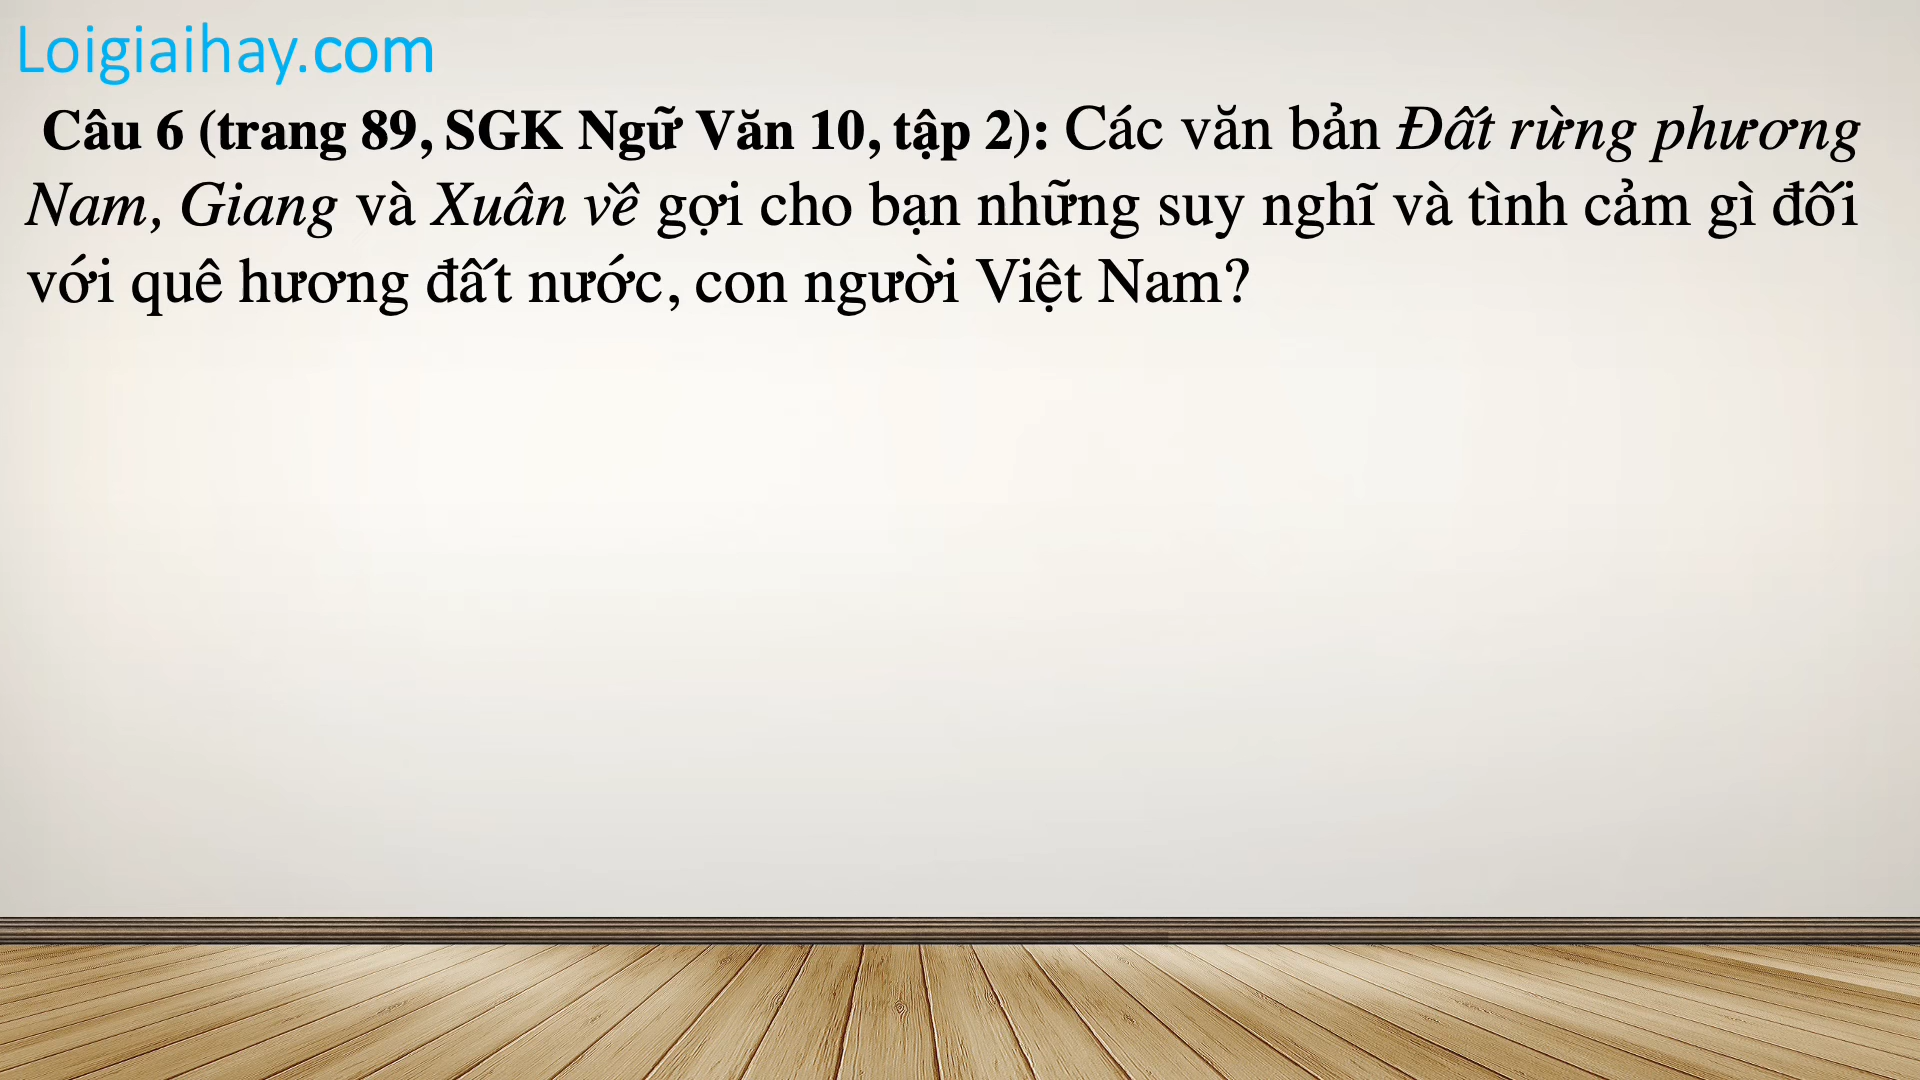 Loigiaihay.com
Câu 6 (trang 89, SGK Ngữ Văn 10, tập 2): Các văn bản Đất rừng phương
Nam, Giang và Xuân về gợi cho bạn những suy nghĩ và tình cảm gì đối
với quê hương đất nước, con người Việt Nam?